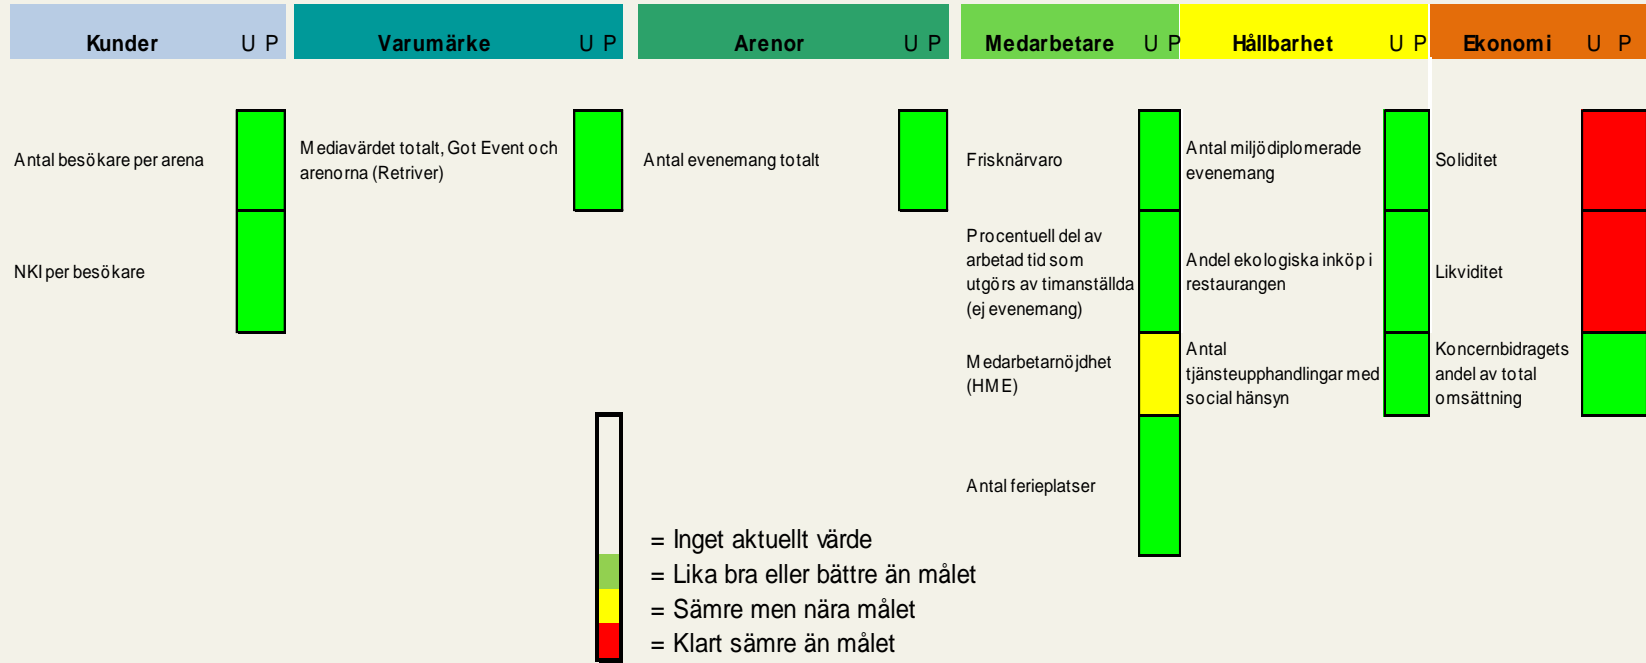 Kunder U P Varumärke U P Arenor U P Medarbetare U P Hållbarhet U P Ekonomi U P
Antal besökare per arena
NKI per besökare
Mediavärdet totalt, Got Event och
arenorna (Retriver)
Antal evenemang totalt
Frisknärvaro
Procentuell del av
arbetad tid som
utgörs av timanställda
(ej evenemang)
Medarbetarnöjdhet
(HME)
Antal ferieplatser
Antal miljödiplomerade
evenemang
Andel ekologiska inköp i
restaurangen
Antal
tjänsteupphandlingar med
social hänsyn
Soliditet
Likviditet
Koncernbidragets
andel av total
omsättning
= Inget aktuellt värde
= Lika bra eller bättre än målet
= Sämre men nära målet
= Klart sämre än målet